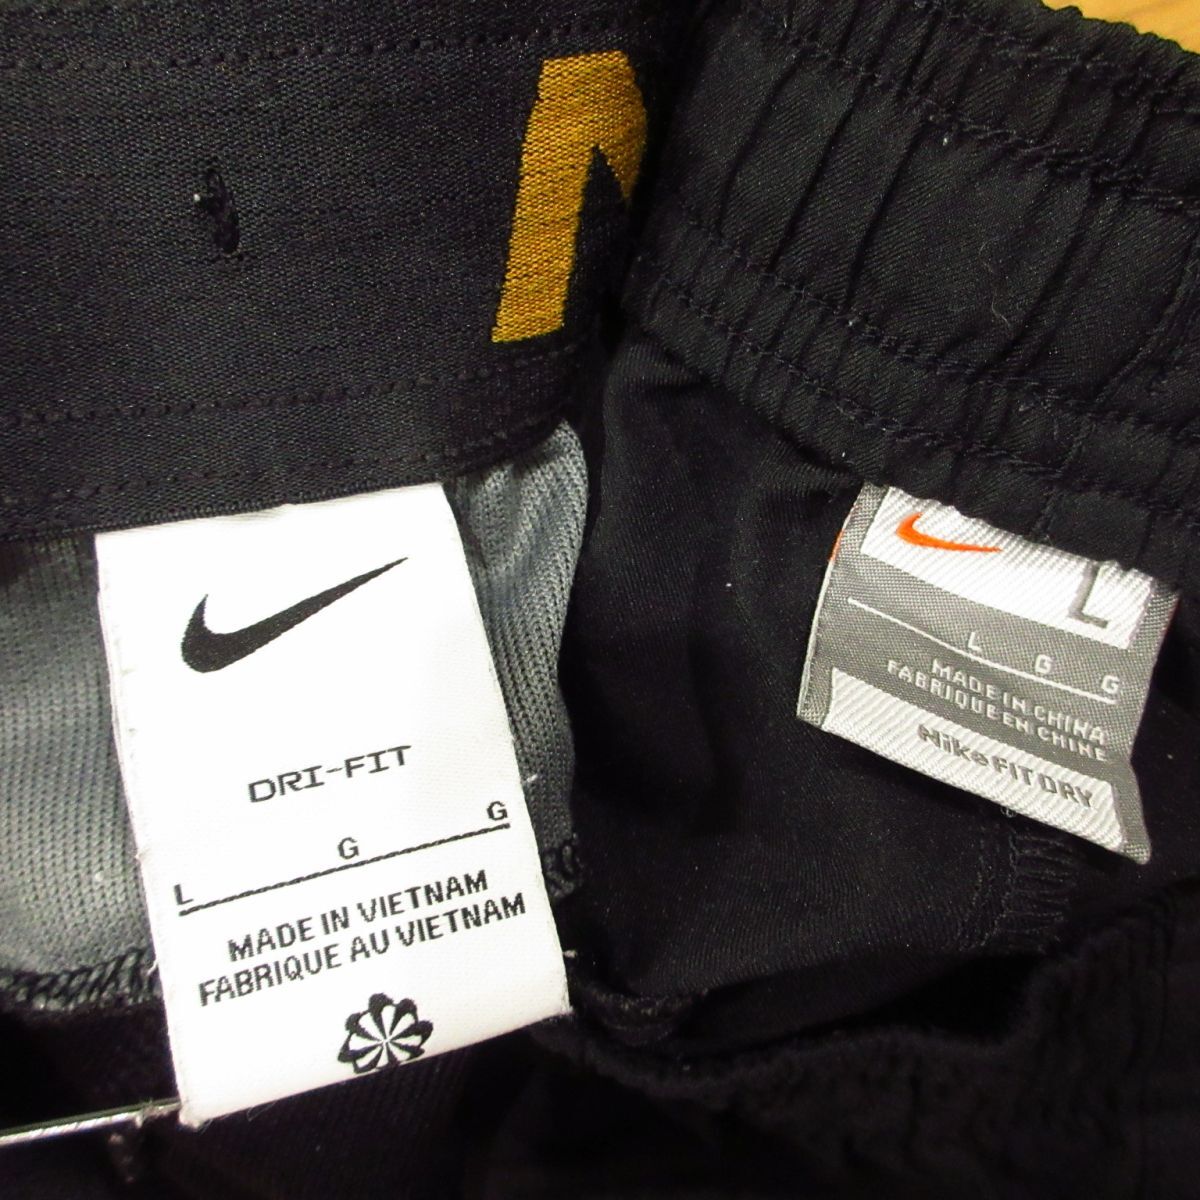 DRI-FIT
L G G
MADE IN VIETNAM
FABRIQUE AU VIETNAM
L
L G G
MADE IN CHINA
FABRIQUE EN CHINE
Nike FIT DRY